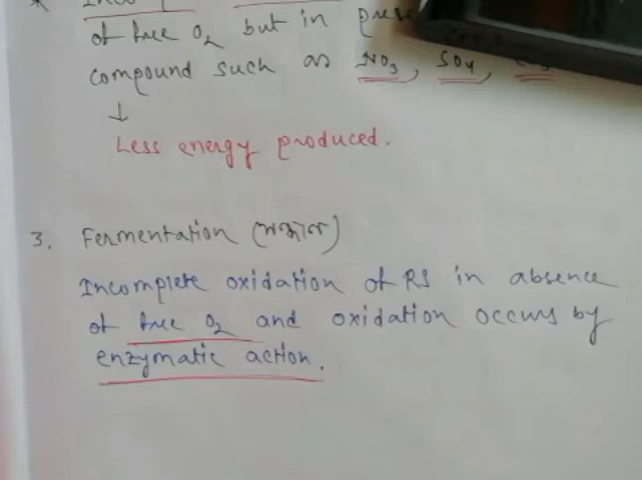 of free O2 but in
compound such as NO3, SO4,
↓
Less energy produced.
3. Fermentation (সন্ধান)
Incomplete oxidation of RS in absence
of free O2 and oxidation occurs by
enzymatic action.